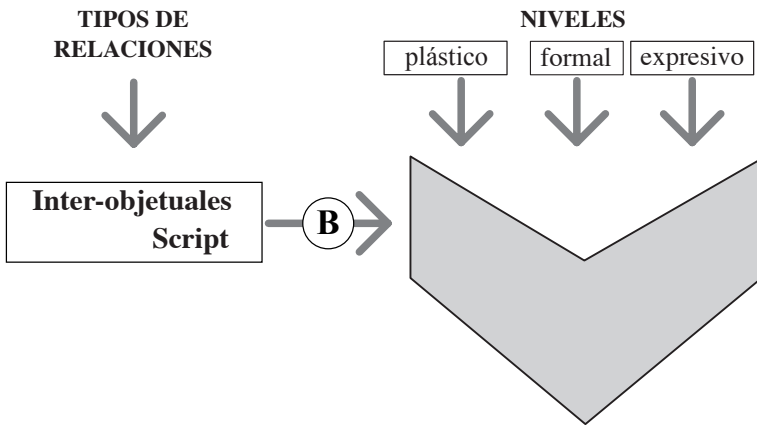 TIPOS DE
RELACIONES
NIVELES
plástico
formal
expresivo
Inter-objetuales
Script
B